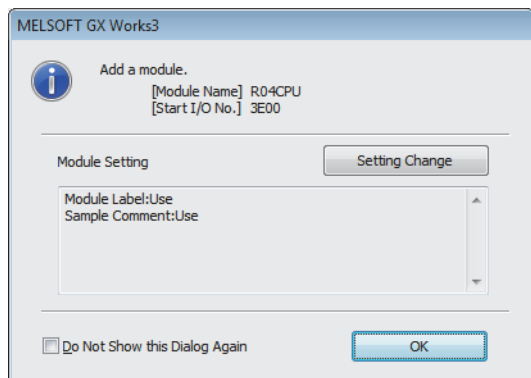 MELSOFT GX Works3
Add a module.
[Module Name] R04CPU
[Start I/O No.] 3E00
Module Setting
Setting Change
Module Label:Use
Sample Comment:Use
Do Not Show this Dialog Again
OK